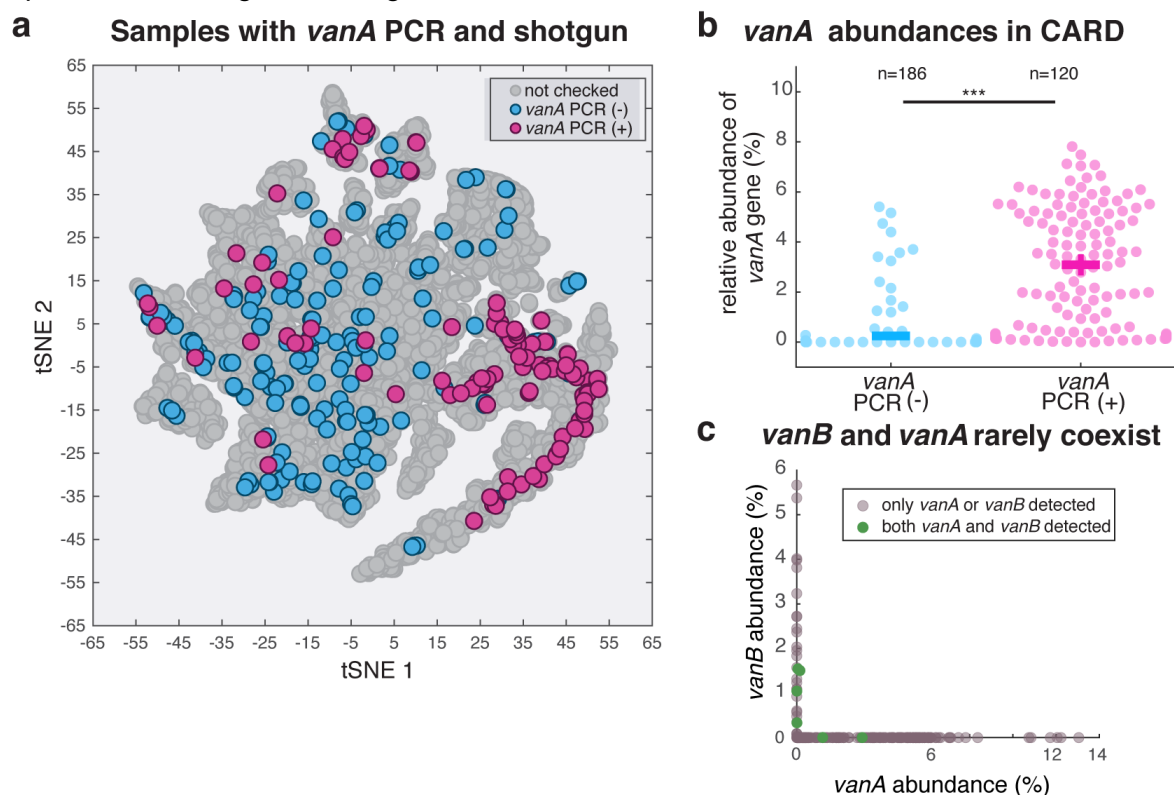 a
Samples with vanA PCR and shotgun
65
55
45
35
25
15
5
-5
-15
-25
-35
-45
-55
-65
tSNE 2
not checked
vanA PCR (-)
vanA PCR (+)
-65 -55 -45 -35 -25 -15 -5 5 15 25 35 45 55 65
tSNE 1
b
vanA abundances in CARD
n=186 n=120
***
10
8
6
4
2
0
relative abundance of
vanA gene (%)
vanA
PCR (-)
vanA
PCR (+)
c
vanB and vanA rarely coexist
6
5
4
3
2
1
0
vanB abundance (%)
only vanA or vanB detected
both vanA and vanB detected
0 6 12 14
vanA abundance (%)